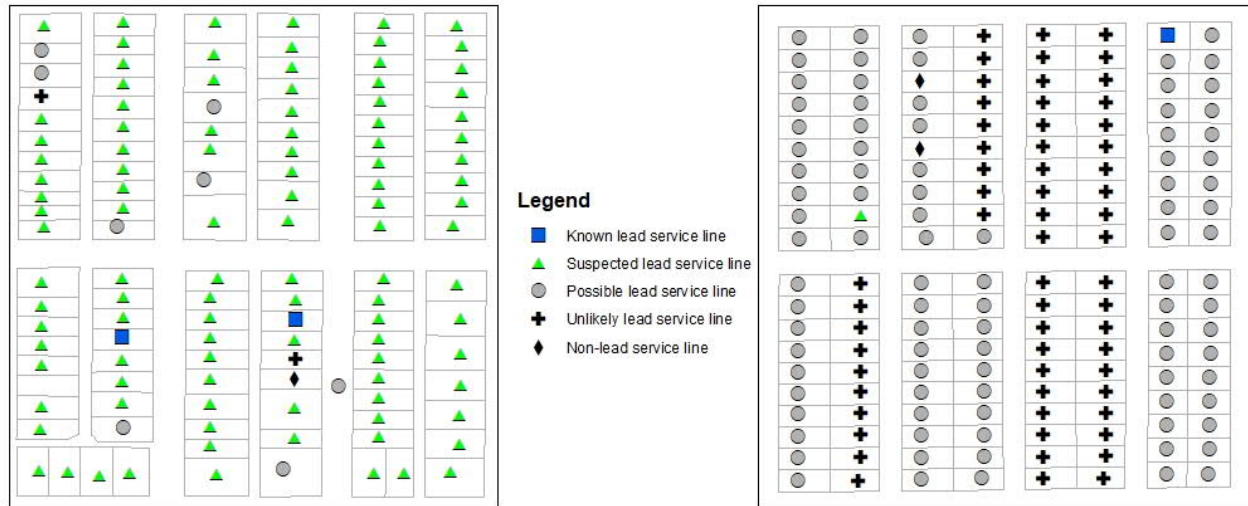 Legend
Known lead service line
Suspected lead service line
Possible lead service line
Unlikely lead service line
Non-lead service line